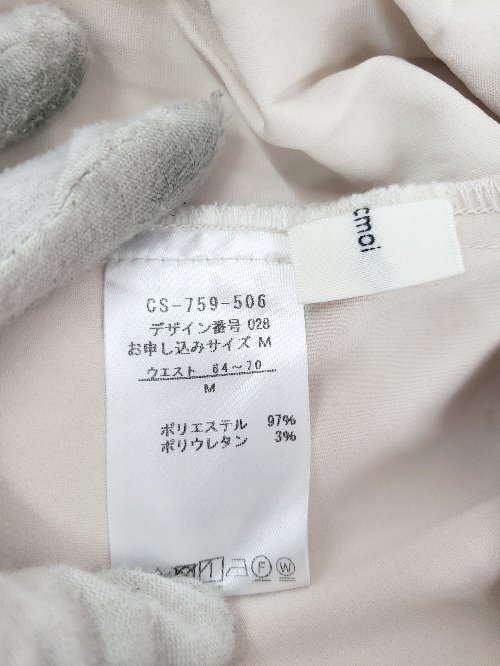 cmoi
CS-759-506
デザイン番号 028
お申し込みサイズ M
ウエスト 64～70
M
ポリエステル 97%
ポリウレタン 3%
F
W